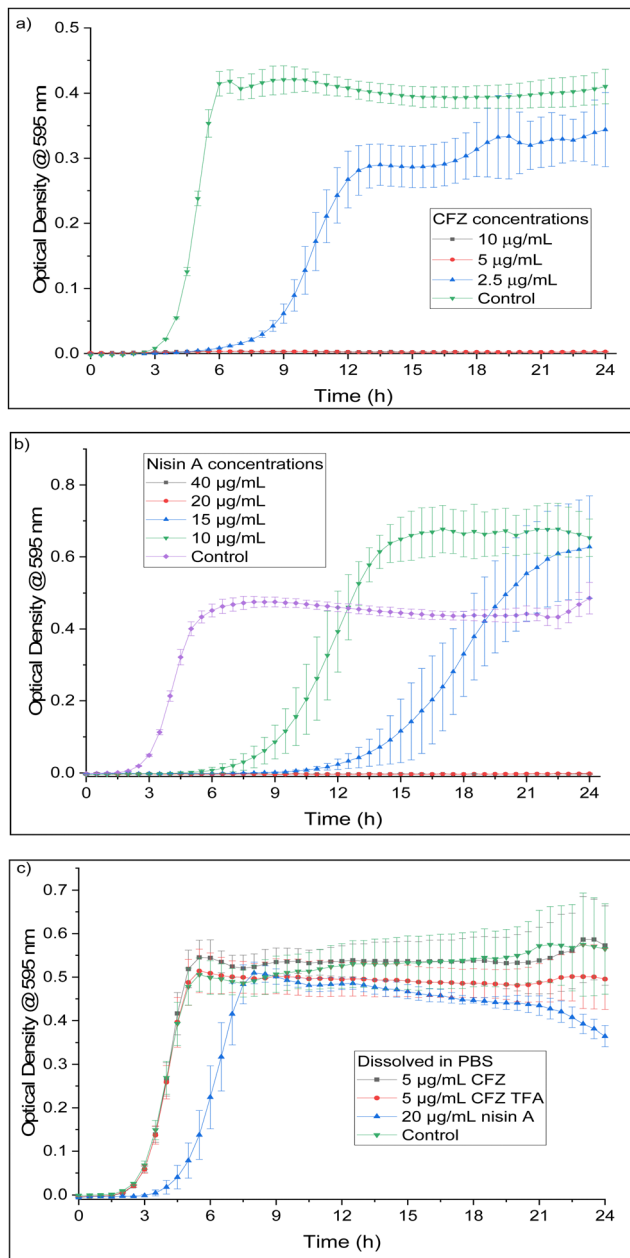 a)
0.5
0.4
0.3
0.2
0.1
0.0
Optical Density @ 595 nm
CFZ concentrations
10 µg/mL
5 µg/mL
2.5 µg/mL
Control
0 3 6 9 12 15 18 21 24
Time (h)
b)
0.8
0.6
0.4
0.2
0.0
Optical Density @ 595 nm
Nisin A concentrations
40 µg/mL
20 µg/mL
15 µg/mL
10 µg/mL
Control
0 3 6 9 12 15 18 21 24
Time (h)
c)
0.7
0.6
0.5
0.4
0.3
0.2
0.1
0.0
Optical Density @ 595 nm
Dissolved in PBS
5 µg/mL CFZ
5 µg/mL CFZ TFA
20 µg/mL nisin A
Control
0 3 6 9 12 15 18 21 24
Time (h)